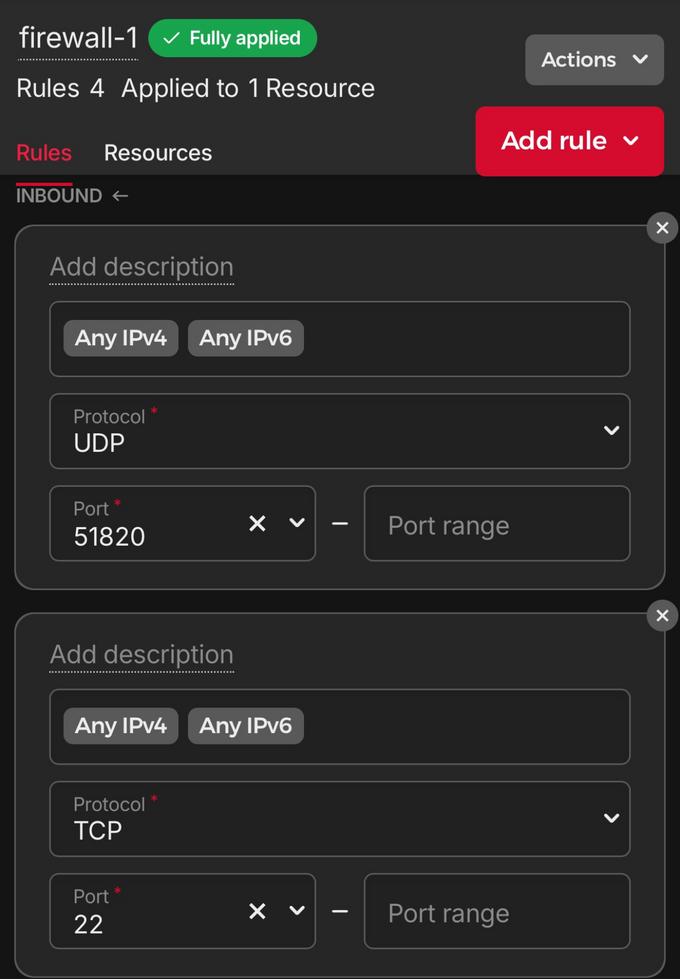 firewall-1 Fully applied
Actions
Rules 4 Applied to 1 Resource
Add rule
Rules Resources
INBOUND ←
Add description
Any IPv4 Any IPv6
Protocol *
UDP
Port *
51820 – Port range
Add description
Any IPv4 Any IPv6
Protocol *
TCP
Port *
22 – Port range